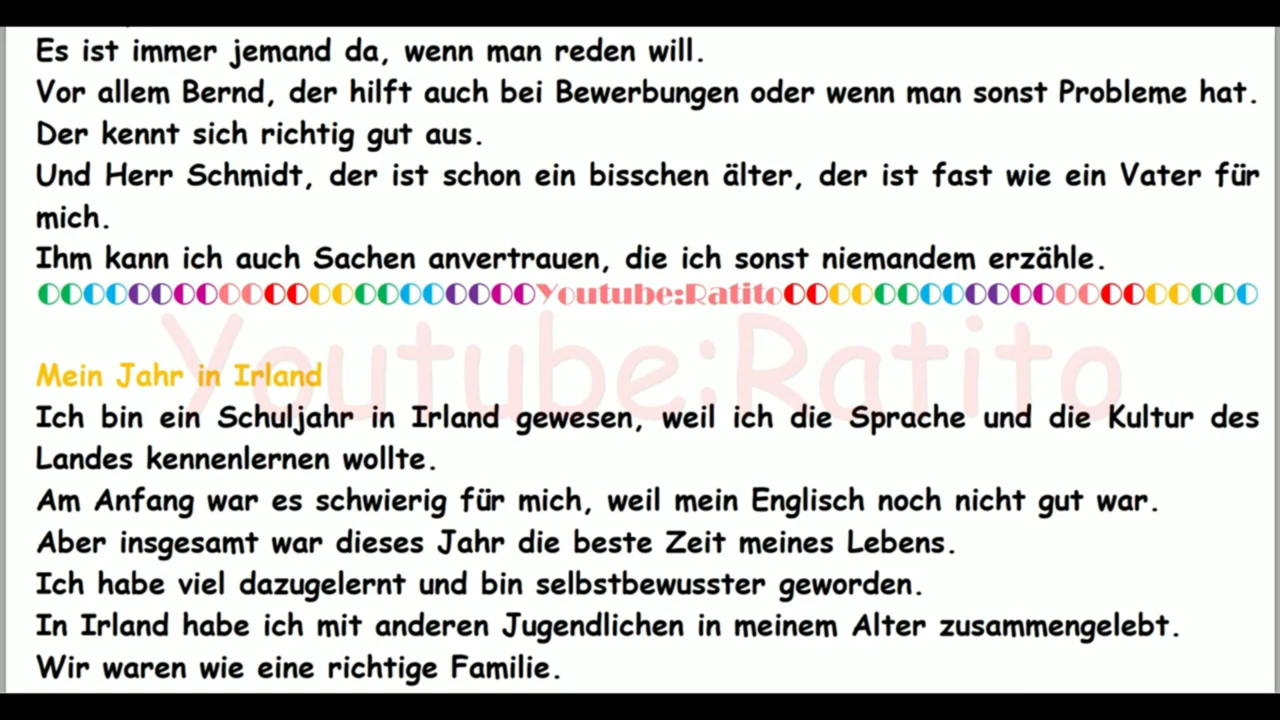 Es ist immer jemand da, wenn man reden will.
Vor allem Bernd, der hilft auch bei Bewerbungen oder wenn man sonst Probleme hat.
Der kennt sich richtig gut aus.
Und Herr Schmidt, der ist schon ein bisschen älter, der ist fast wie ein Vater für
mich.
Ihm kann ich auch Sachen anvertrauen, die ich sonst niemandem erzähle.
Youtube:Ratito
Youtube:Ratito
Mein Jahr in Irland
Ich bin ein Schuljahr in Irland gewesen, weil ich die Sprache und die Kultur des
Landes kennenlernen wollte.
Am Anfang war es schwierig für mich, weil mein Englisch noch nicht gut war.
Aber insgesamt war dieses Jahr die beste Zeit meines Lebens.
Ich habe viel dazugelernt und bin selbstbewusster geworden.
In Irland habe ich mit anderen Jugendlichen in meinem Alter zusammengelebt.
Wir waren wie eine richtige Familie.